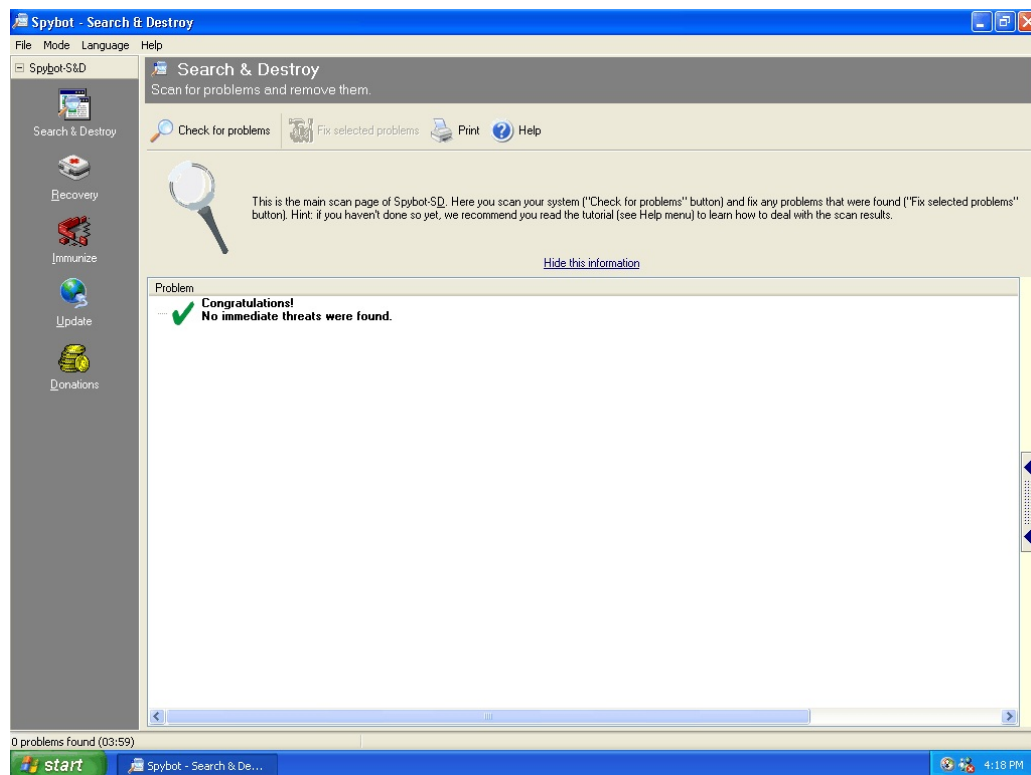 Spybot - Search & Destroy
File Mode Language Help
Spybot-S&D
Search & Destroy
Scan for problems and remove them.
Search & Destroy
Recovery
Immunize
Update
Donations
Check for problems
Fix selected problems
Print
Help
This is the main scan page of Spybot-SD. Here you scan your system ("Check for problems" button) and fix any problems that were found ("Fix selected problems"
button). Hint: if you haven't done so yet, we recommend you read the tutorial (see Help menu) to learn how to deal with the scan results.
Hide this information
Problem
Congratulations!
No immediate threats were found.
0 problems found (03:59)
start
Spybot - Search & De...
4:18 PM